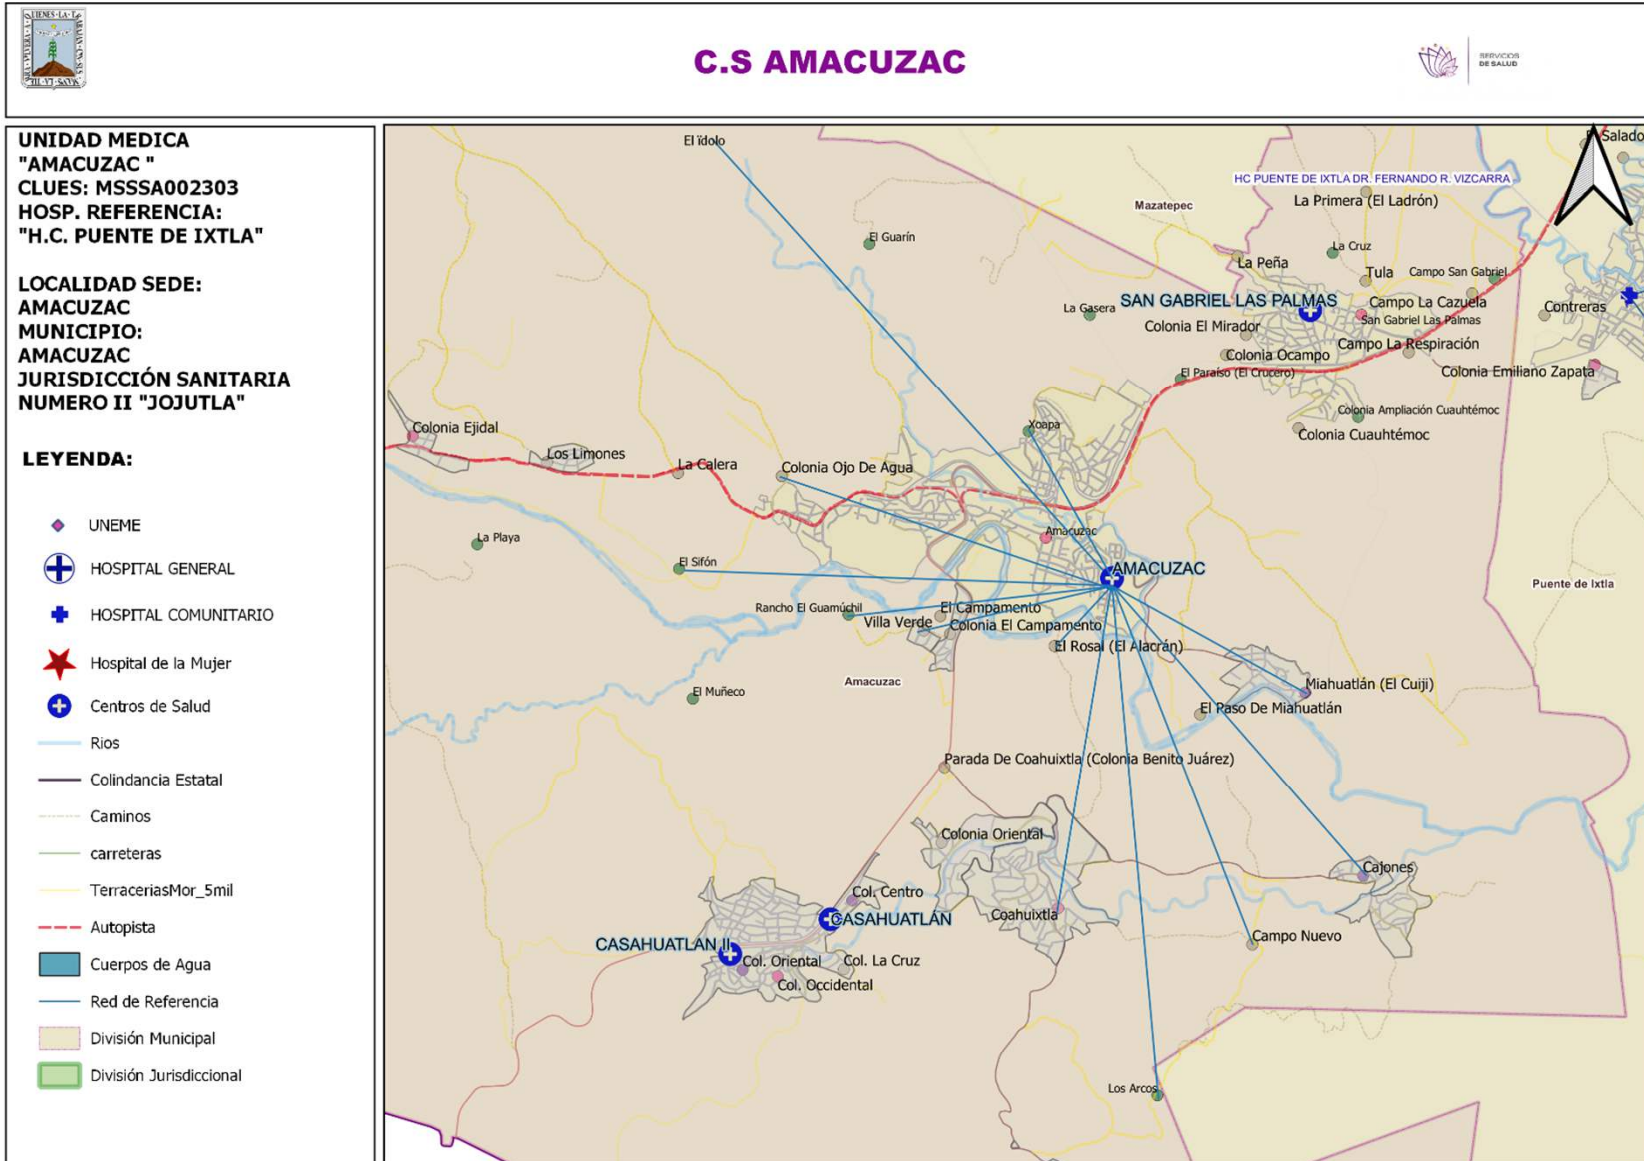 C.S AMACUZAC
SERVICIOS
DE SALUD
UNIDAD MEDICA
"AMACUZAC "
CLUES: MSSSA002303
HOSP. REFERENCIA:
"H.C. PUENTE DE IXTLA"
LOCALIDAD SEDE:
AMACUZAC
MUNICIPIO:
AMACUZAC
JURISDICCIÓN SANITARIA
NUMERO II "JOJUTLA"
LEYENDA:
UNEME
HOSPITAL GENERAL
HOSPITAL COMUNITARIO
Hospital de la Mujer
Centros de Salud
Rios
Colindancia Estatal
Caminos
carreteras
TerraceriasMor_5mil
Autopista
Cuerpos de Agua
Red de Referencia
División Municipal
División Jurisdiccional
El ïdolo
Salado
HC PUENTE DE IXTLA DR. FERNANDO R. VIZCARRA
La Primera (El Ladrón)
Mazatepec
El Guarín
La Cruz
La Peña
Tula
Campo San Gabriel
SAN GABRIEL LAS PALMAS
Campo La Cazuela
La Gasera
Contreras
San Gabriel Las Palmas
Colonia El Mirador
Campo La Respiración
Colonia Ocampo
El Paraíso (El Crucero)
Colonia Emiliano Zapata
Colonia Ampliación Cuauhtémoc
Colonia Cuauhtémoc
Xoapa
Colonia Ejidal
Los Limones
La Calera
Colonia Ojo De Agua
La Playa
Amacuzac
El Sifón
AMACUZAC
Puente de Ixtla
Rancho El Guamúchil
El Campamento
Villa Verde
Colonia El Campamento
El Rosal (El Alacrán)
Amacuzac
El Muñeco
Miahuatlán (El Cuiji)
El Paso De Miahuatlán
Parada De Coahuixtla (Colonia Benito Juárez)
Colonia Oriental
Cajones
Col. Centro
Coahuixtla
CASAHUATLÁN
Campo Nuevo
CASAHUATLAN II
Col. Oriental
Col. La Cruz
Col. Occidental
Los Arcos